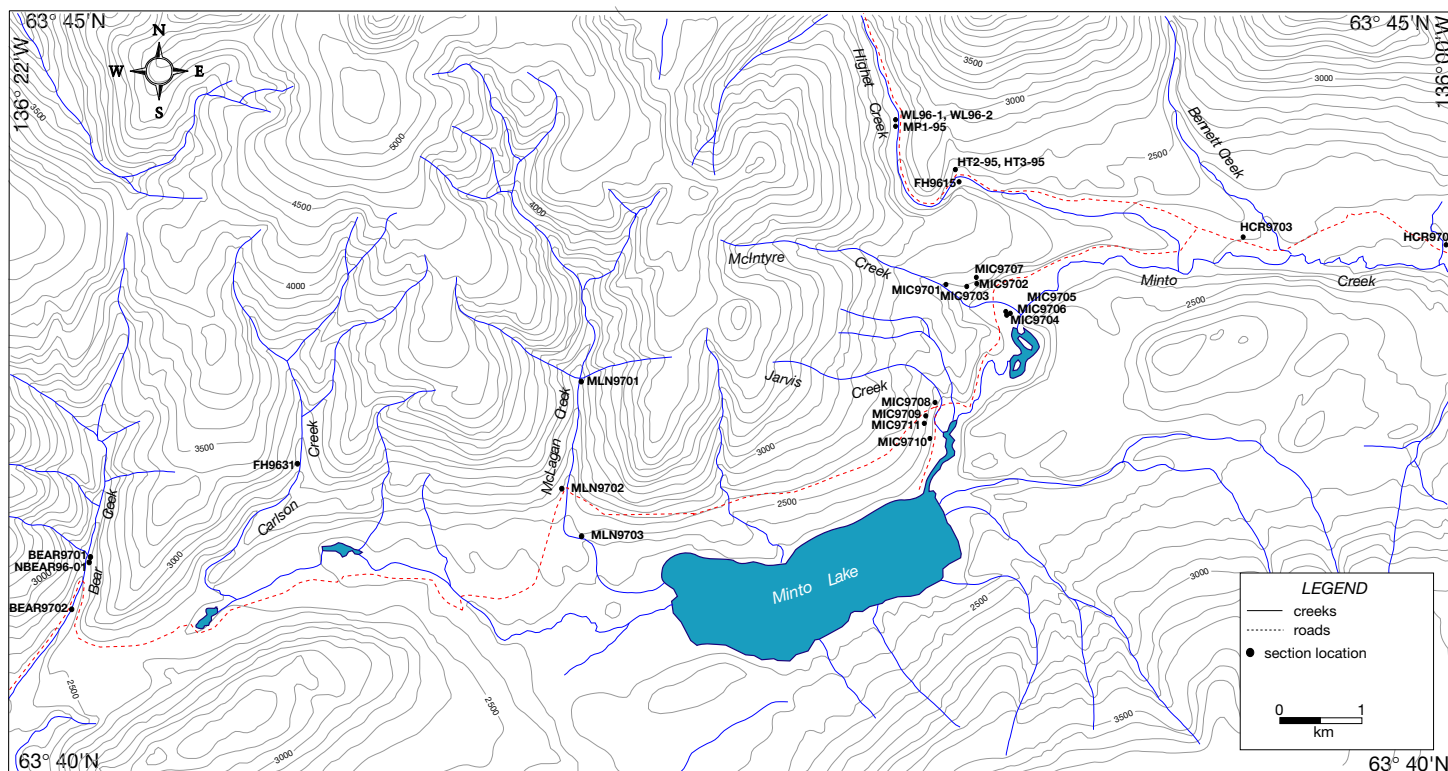 63° 45'N
63° 45'N
136° 22'W
136° 00'W
N
W E
S
3500
3500
3000
5000
Highet Creek
WL96-1, WL96-2
MP1-95
Bennett Creek
2500
HT2-95, HT3-95
FH9615
4500
4000
HCR9703
HCR970
McIntyre Creek
MIC9707
MIC9701
MIC9702
MIC9703
Minto Creek
4000
MIC9705
MIC9706
MIC9704
2500
MLN9701
Jarvis Creek
MIC9708
MIC9709
MIC9711
MIC9710
McLagan Creek
3500
3000
FH9631
Carlson Creek
MLN9702
2500
MLN9703
Bear Ceek
BEAR9701
NBEAR96-01
3000
3000
BEAR9702
Minto Lake
3000
2500
2500
2500
3500
3000
LEGEND
creeks
roads
section location
0 1
km
63° 40'N
63° 40'N